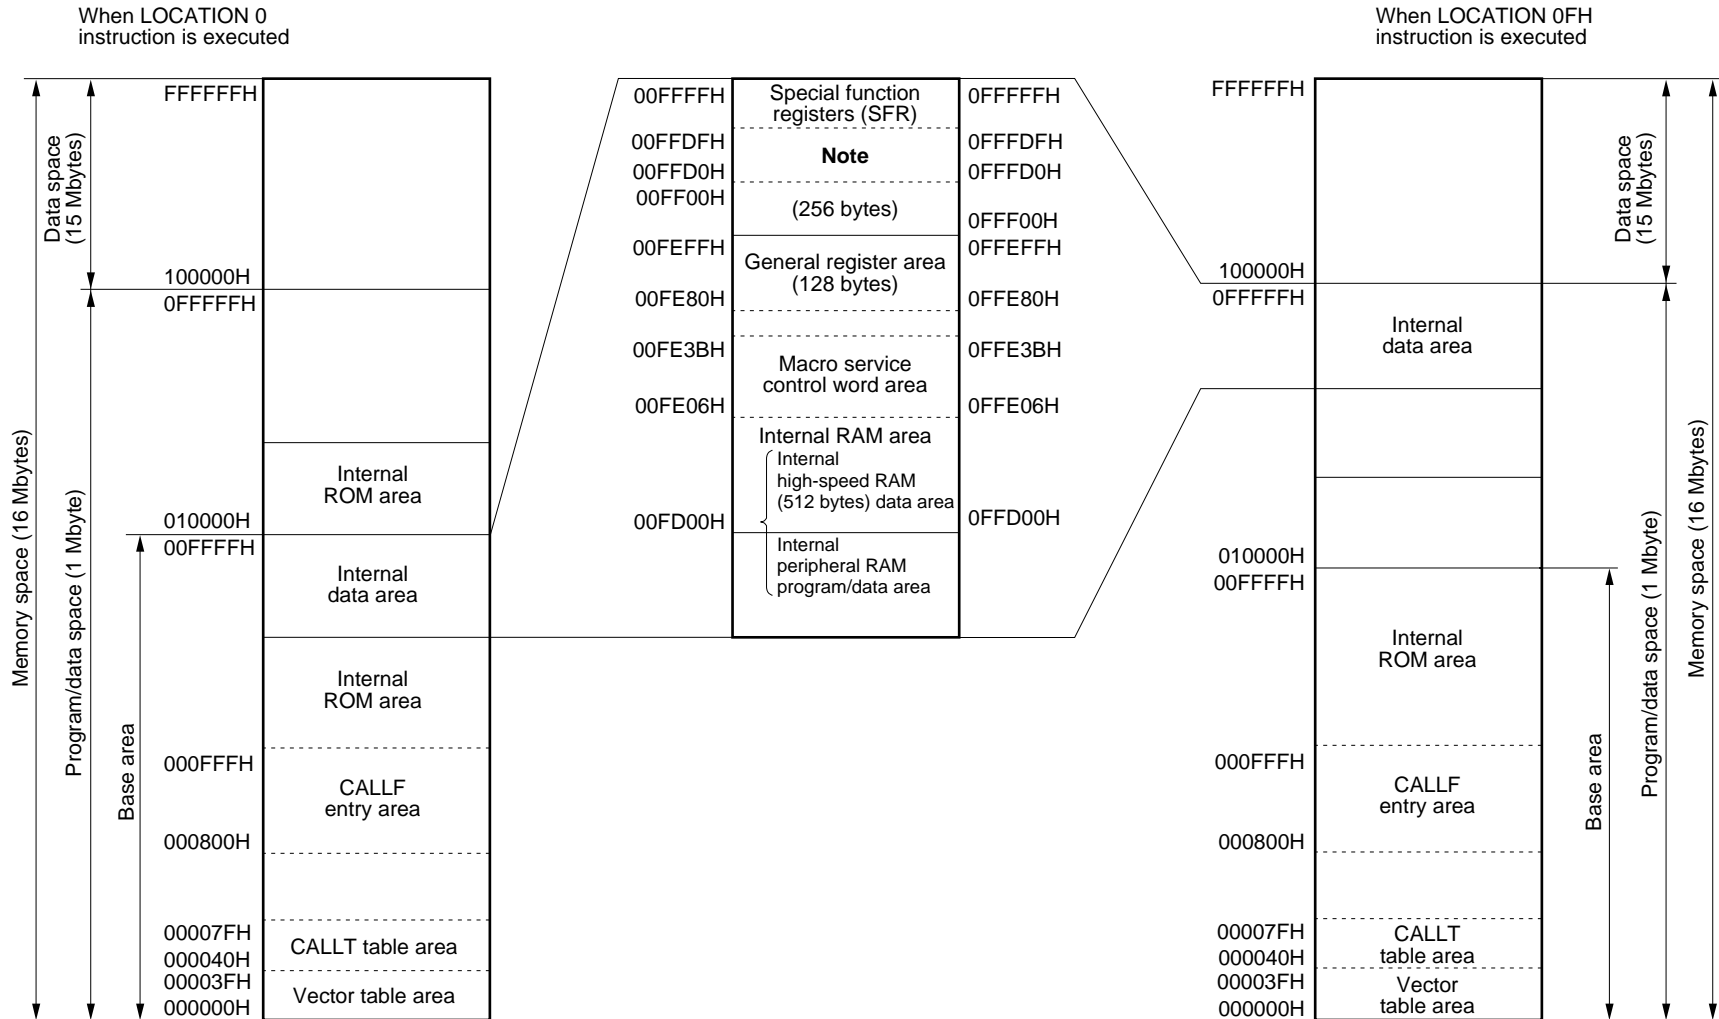 When LOCATION 0
instruction is executed
When LOCATION 0FH
instruction is executed
Memory space (16 Mbytes)
Program/data space (1 Mbyte)
Data space
(15 Mbytes)
Base area
FFFFFFH
100000H
0FFFFFH
010000H
00FFFFH
000FFFH
000800H
00007FH
000040H
00003FH
000000H
Internal
ROM area
Internal
data area
Internal
ROM area
CALLF
entry area
CALLT table area
Vector table area
00FFFFH
00FFDFH
00FFD0H
00FF00H
00FEFFH
00FE80H
00FE3BH
00FE06H
00FD00H
Special function
registers (SFR)
Note
(256 bytes)
General register area
(128 bytes)
Macro service
control word area
Internal RAM area
Internal
high-speed RAM
(512 bytes) data area
Internal
peripheral RAM
program/data area
0FFFFFH
0FFFDFH
0FFFD0H
0FFF00H
0FFEFFH
0FFE80H
0FFE3BH
0FFE06H
0FFD00H
FFFFFFH
100000H
0FFFFFH
010000H
00FFFFH
000FFFH
000800H
00007FH
000040H
00003FH
000000H
Internal
data area
Internal
ROM area
CALLF
entry area
CALLT
table area
Vector
table area
Base area
Data space
(15 Mbytes)
Program/data space (1 Mbyte)
Memory space (16 Mbytes)